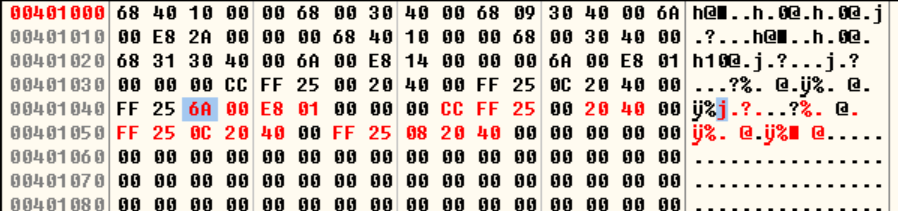 00401000 68 40 10 00 00 68 00 30 40 00 68 09 30 40 00 6A h@■..h.0@.h.0@.j
00401010 00 E8 2A 00 00 00 68 40 10 00 00 68 00 30 40 00 .?...h@■..h.0@.
00401020 68 31 30 40 00 6A 00 E8 14 00 00 00 6A 00 E8 01 h10@.j.?...j.?
00401030 00 00 00 CC FF 25 00 20 40 00 FF 25 0C 20 40 00 ...?%. @.ÿ%. @.
00401040 FF 25 6A 00 E8 01 00 00 00 CC FF 25 00 20 40 00 ÿ%j.?...?%. @.
00401050 FF 25 0C 20 40 00 FF 25 08 20 40 00 00 00 00 00 ÿ%. @.ÿ%■ @.....
00401060 00 00 00 00 00 00 00 00 00 00 00 00 00 00 00 00 ................
00401070 00 00 00 00 00 00 00 00 00 00 00 00 00 00 00 00 ................
00401080 00 00 00 00 00 00 00 00 00 00 00 00 00 00 00 00 ................